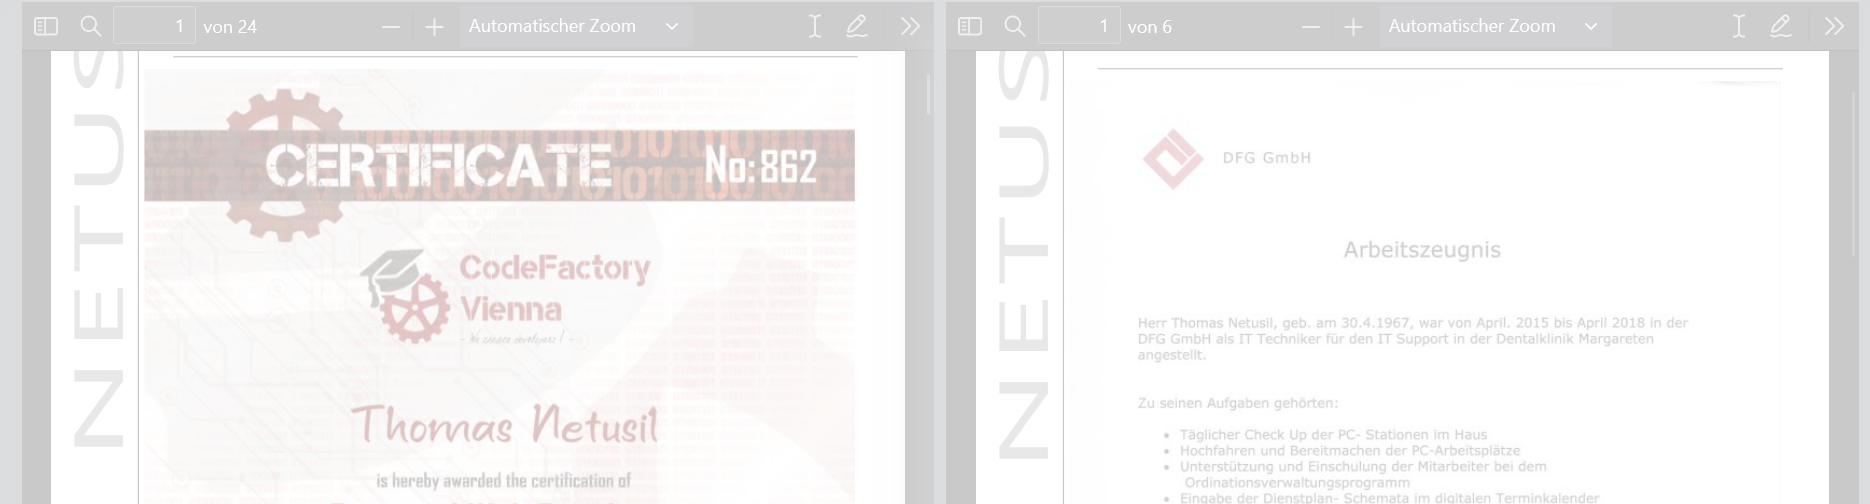 1 von 24 Automatischer Zoom
NETUS
CERTIFICATE No: 862
CodeFactory
Vienna
Thomas Netusil
is hereby awarded the certification of
1 von 6 Automatischer Zoom
NETUS
DFG GmbH
Arbeitszeugnis
Herr Thomas Netusil, geb. am 30.4.1967, war von April. 2015 bis April 2018 in der
DFG GmbH als IT Techniker für den IT Support in der Dentalklinik Margareten
angestellt.
Zu seinen Aufgaben gehörten:
• Täglicher Check Up der PC- Stationen im Haus
• Hochfahren und Bereitmachen der PC-Arbeitsplätze
• Unterstützung und Einschulung der Mitarbeiter bei dem
Ordinationsverwaltungsprogramm
• Eingabe der Dienstplan- Schemata im digitalen Terminkalender